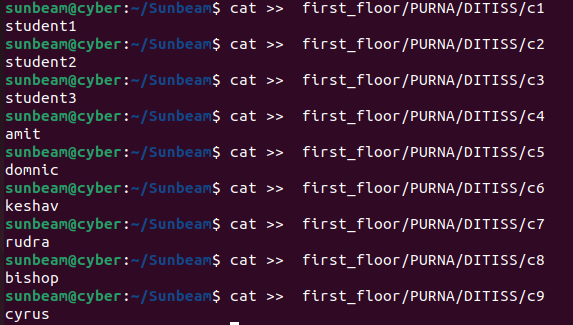 sunbeam@cyber:~/Sunbeam$ cat >>  first_floor/PURNA/DITISS/c1
student1
sunbeam@cyber:~/Sunbeam$ cat >>  first_floor/PURNA/DITISS/c2
student2
sunbeam@cyber:~/Sunbeam$ cat >>  first_floor/PURNA/DITISS/c3
student3
sunbeam@cyber:~/Sunbeam$ cat >>  first_floor/PURNA/DITISS/c4
amit
sunbeam@cyber:~/Sunbeam$ cat >>  first_floor/PURNA/DITISS/c5
domnic
sunbeam@cyber:~/Sunbeam$ cat >>  first_floor/PURNA/DITISS/c6
keshav
sunbeam@cyber:~/Sunbeam$ cat >>  first_floor/PURNA/DITISS/c7
rudra
sunbeam@cyber:~/Sunbeam$ cat >>  first_floor/PURNA/DITISS/c8
bishop
sunbeam@cyber:~/Sunbeam$ cat >>  first_floor/PURNA/DITISS/c9
cyrus